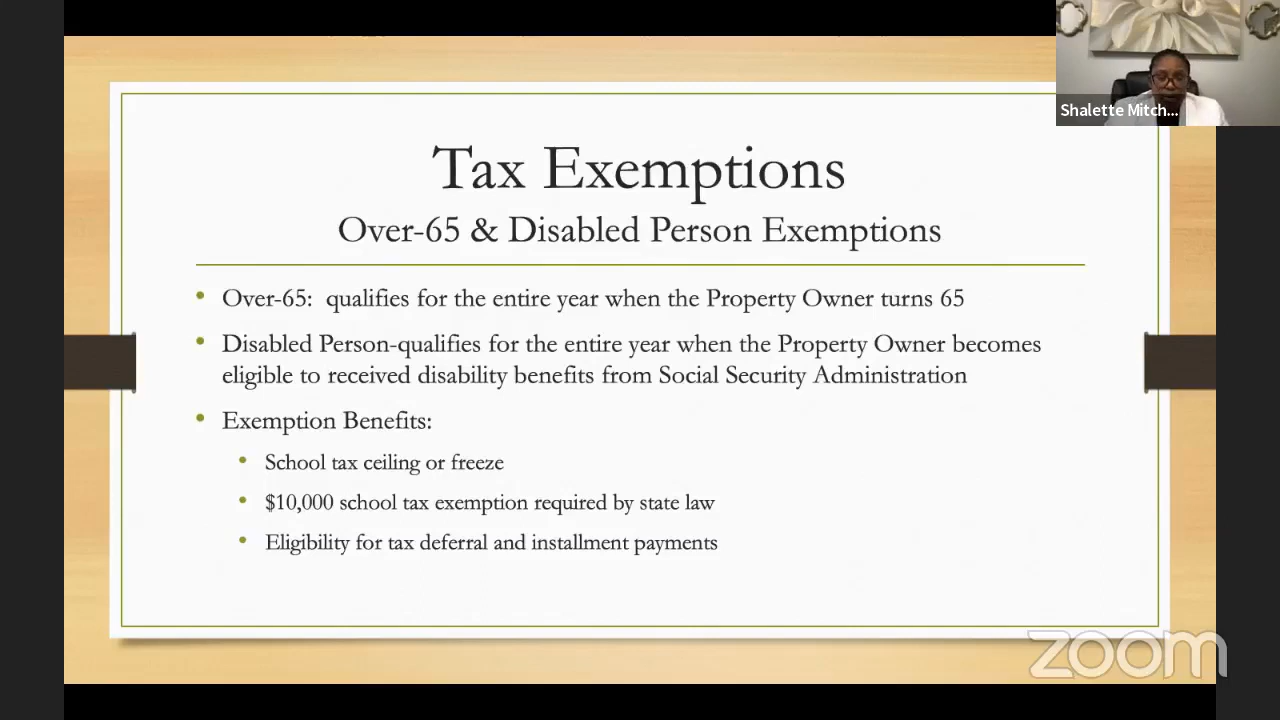 Shalette Mitch...
Tax Exemptions
Over-65 & Disabled Person Exemptions
• Over-65: qualifies for the entire year when the Property Owner turns 65
• Disabled Person-qualifies for the entire year when the Property Owner becomes
eligible to received disability benefits from Social Security Administration
• Exemption Benefits:
• School tax ceiling or freeze
• $10,000 school tax exemption required by state law
• Eligibility for tax deferral and installment payments
zoom